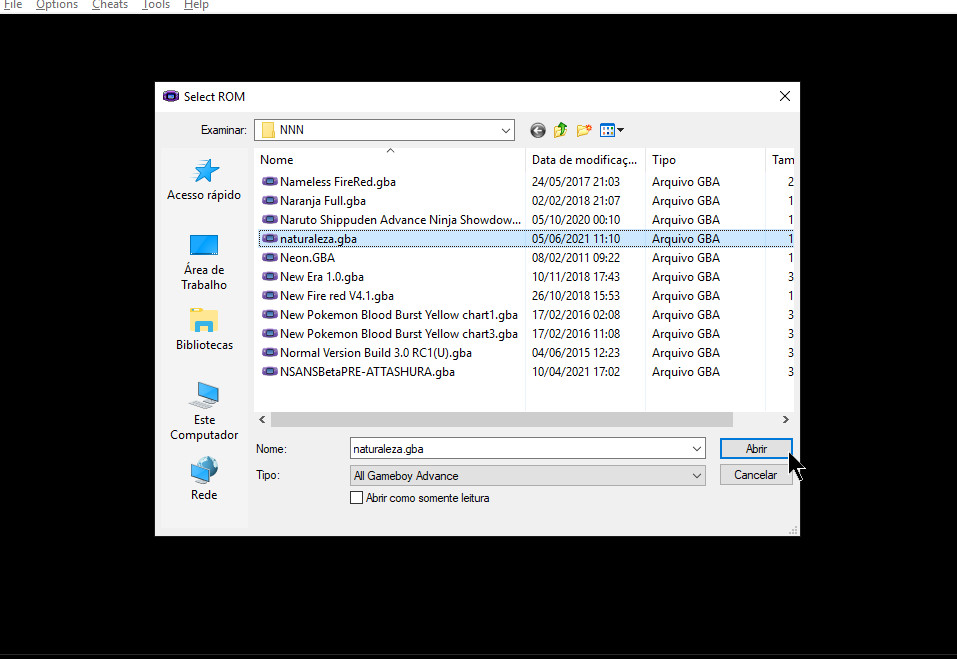 File Options Cheats Tools Help
Select ROM
Examinar: NNN
Nome Data de modificaç... Tipo Tam
Nameless FireRed.gba 24/05/2017 21:03 Arquivo GBA 2
Naranja Full.gba 02/02/2018 21:07 Arquivo GBA 1
Naruto Shippuden Advance Ninja Showdow... 05/10/2020 00:10 Arquivo GBA 1
naturaleza.gba 05/06/2021 11:10 Arquivo GBA 1
Neon.GBA 08/02/2011 09:22 Arquivo GBA 1
New Era 1.0.gba 10/11/2018 17:43 Arquivo GBA 3
New Fire red V4.1.gba 26/10/2018 15:53 Arquivo GBA 1
New Pokemon Blood Burst Yellow chart1.gba 17/02/2016 02:08 Arquivo GBA 3
New Pokemon Blood Burst Yellow chart3.gba 17/02/2016 11:08 Arquivo GBA 3
Normal Version Build 3.0 RC1(U).gba 04/06/2015 12:23 Arquivo GBA 3
NSANSBetaPRE-ATTASHURA.gba 10/04/2021 17:02 Arquivo GBA 3
Acesso rápido
Área de
Trabalho
Bibliotecas
Este
Computador
Rede
Nome: naturaleza.gba Abrir
Tipo: All Gameboy Advance Cancelar
Abrir como somente leitura